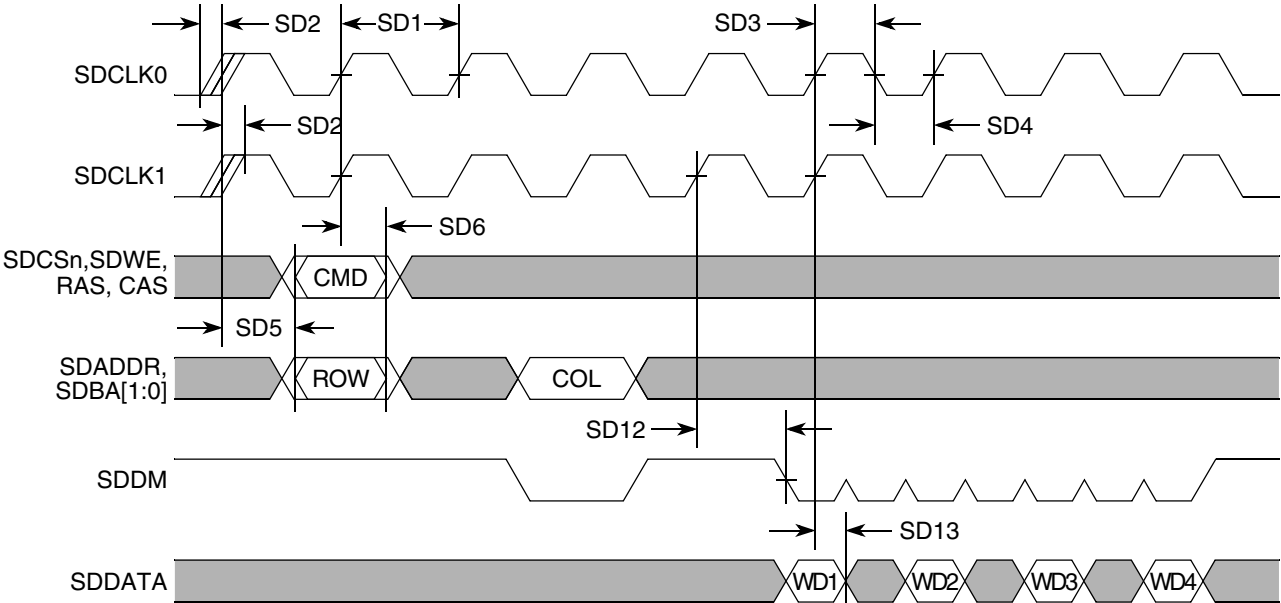 SD2
SD1
SD3
SDCLK0
SD2
SD4
SDCLK1
SD6
SDCSn,SDWE,
RAS, CAS
CMD
SD5
SDADDR,
SDBA[1:0]
ROW
COL
SD12
SDDM
SD13
SDDATA
WD1
WD2
WD3
WD4